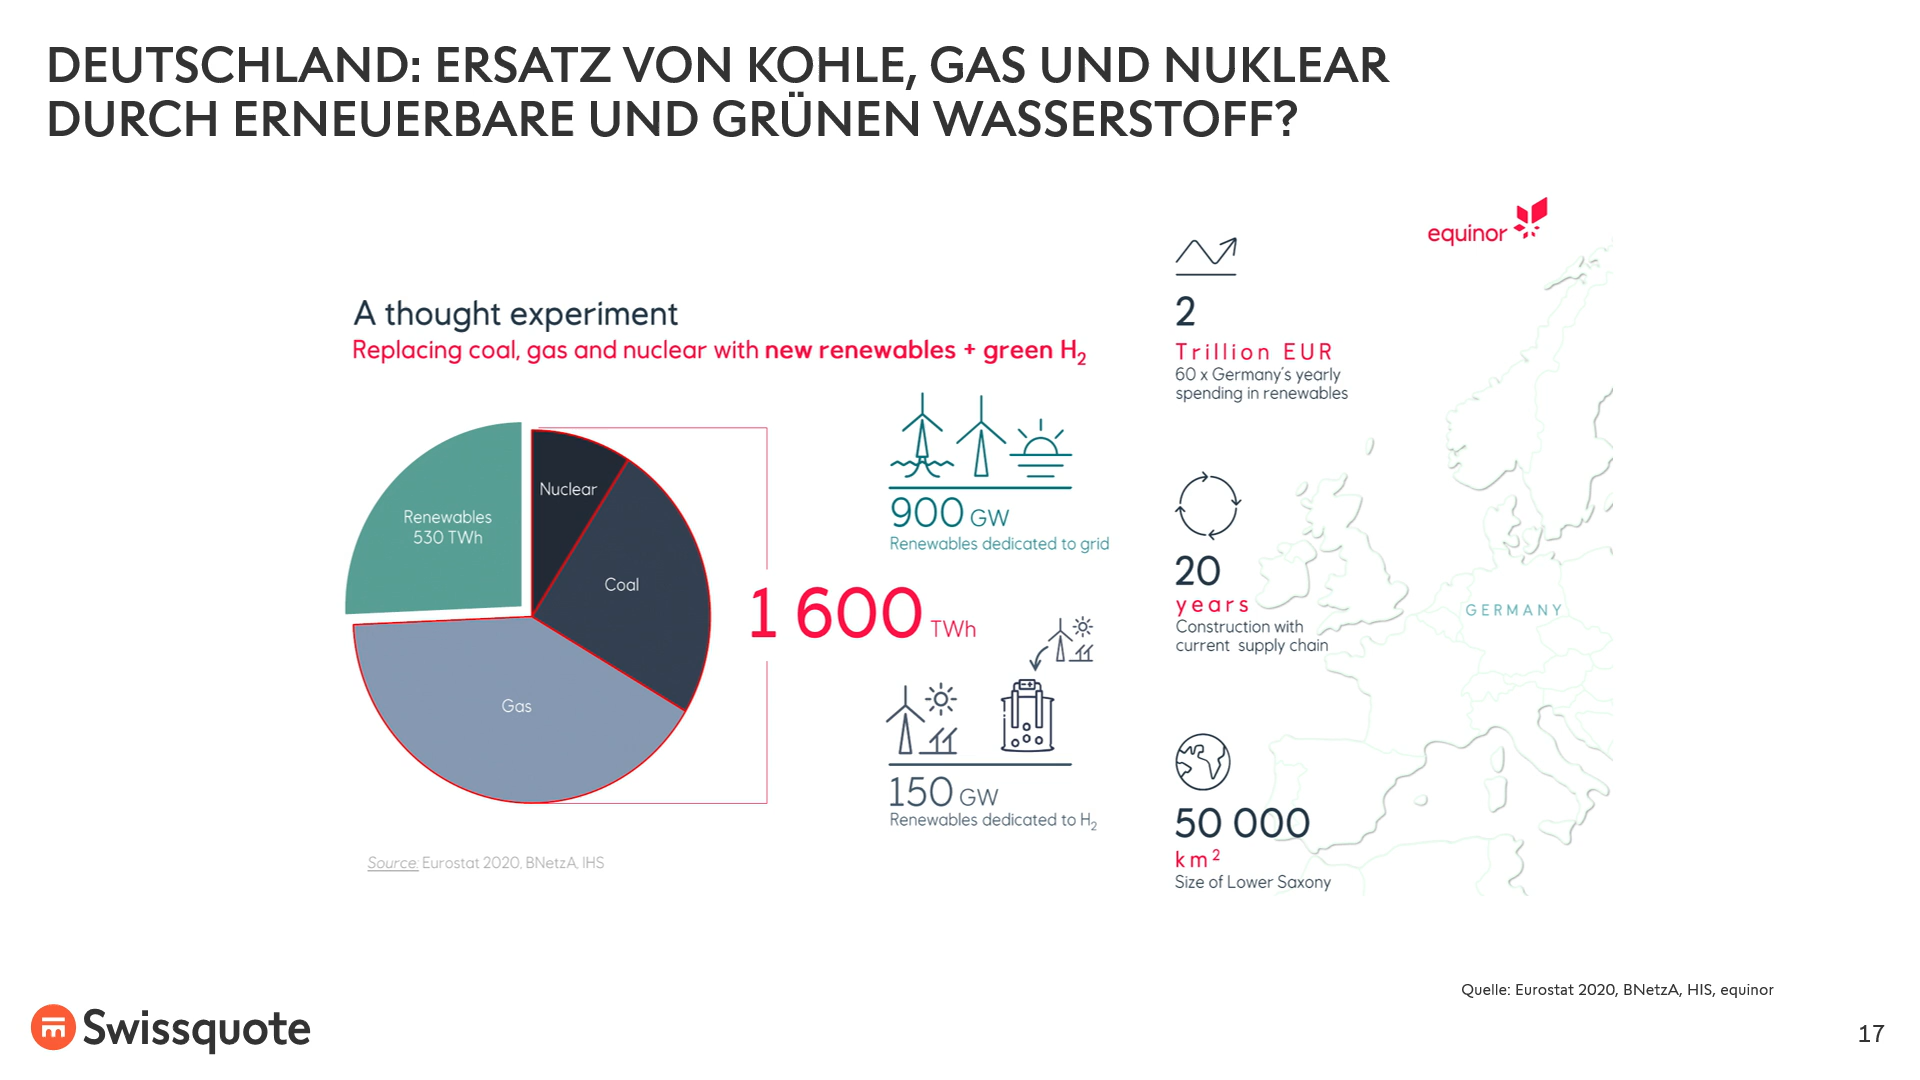 DEUTSCHLAND: ERSATZ VON KOHLE, GAS UND NUKLEAR
DURCH ERNEUERBARE UND GRÜNEN WASSERSTOFF?
equinor
A thought experiment
Replacing coal, gas and nuclear with new renewables + green H₂
Renewables
530 TWh
Nuclear
Coal
Gas
1 600 TWh
900 GW
Renewables dedicated to grid
150 GW
Renewables dedicated to H₂
2
Trillion EUR
60 x Germany´s yearly
spending in renewables
20
years
Construction with
current supply chain
50 000
km²
Size of Lower Saxony
GERMANY
Source: Eurostat 2020, BNetzA, IHS
Quelle: Eurostat 2020, BNetzA, HIS, equinor
Swissquote
17